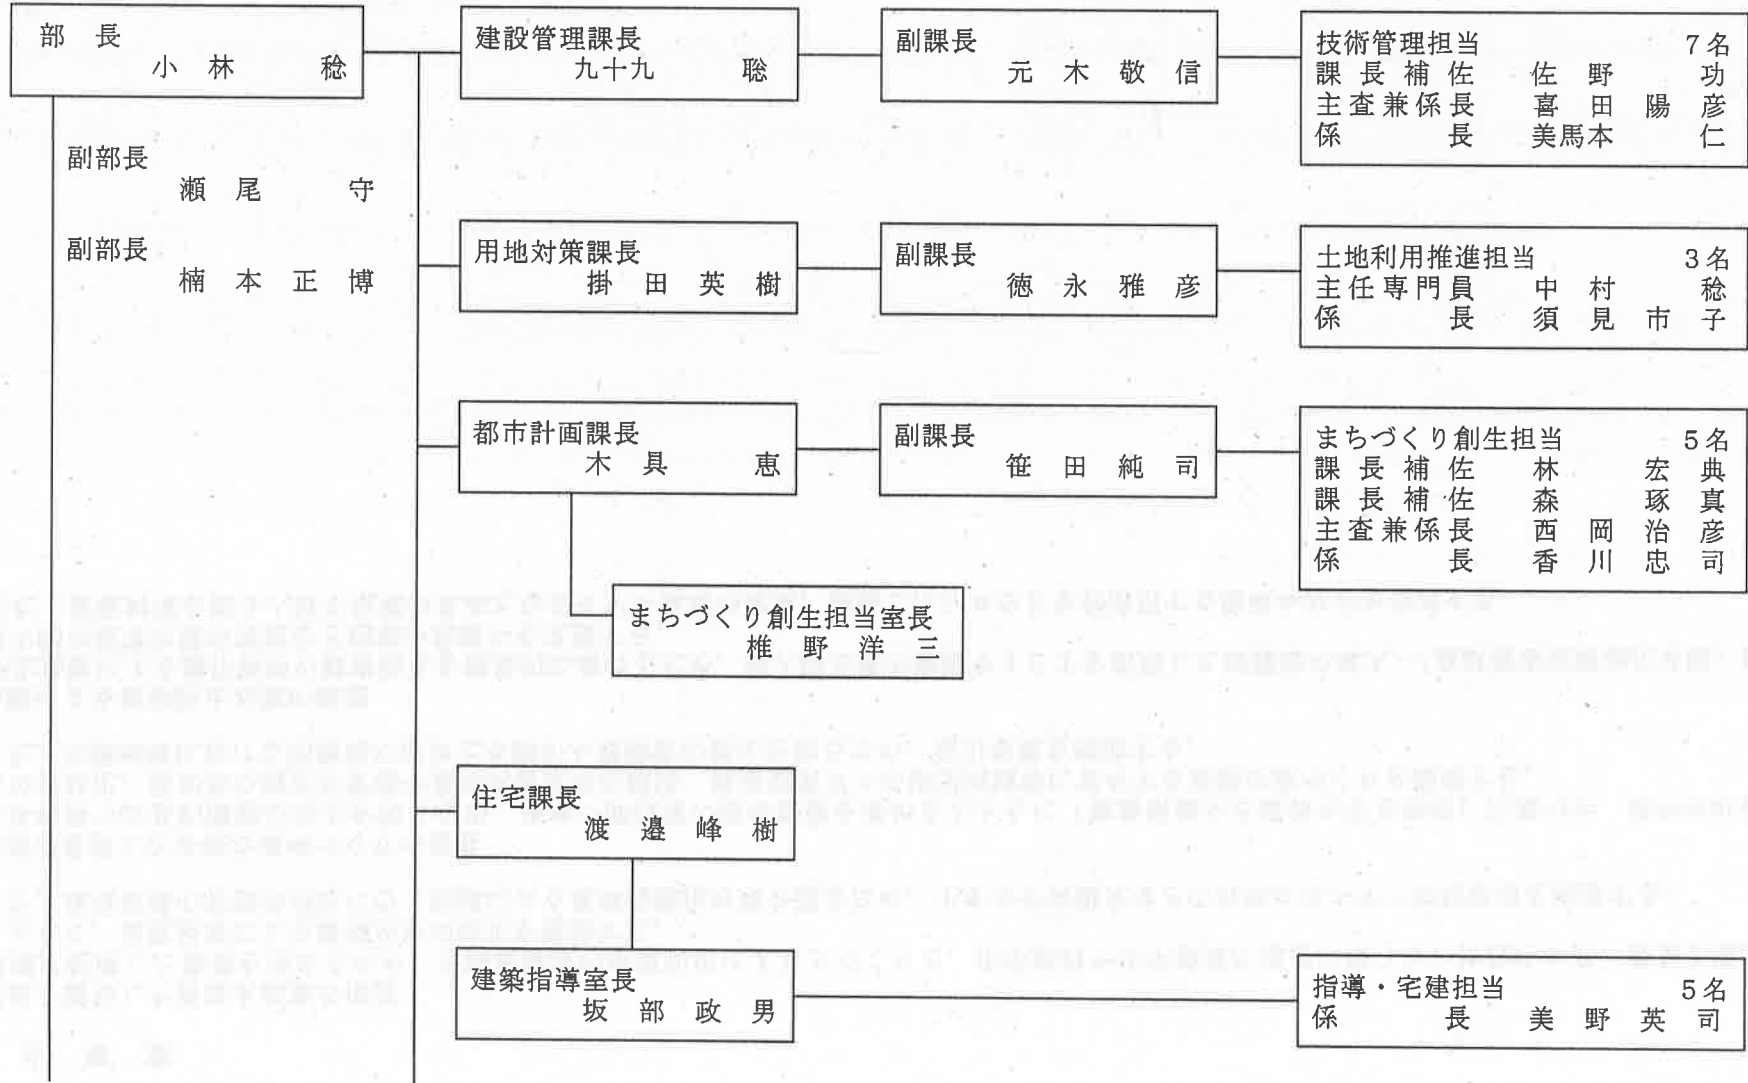 部長
小林 稔
副部長
瀬尾 守
副部長
楠本正博
建設管理課長
九十九 聡
副課長
元木敬信
技術管理担当 7名
課長補佐 佐野 功
主査兼係長 喜田陽彦
係長 美馬本 仁
用地対策課長
掛田英樹
副課長
徳永雅彦
土地利用推進担当 3名
主任専門員 中村 稔
係長 須見市子
都市計画課長
木具 恵
副課長
笹田純司
まちづくり創生担当 5名
課長補佐 林 宏典
課長補佐 森 琢真
主査兼係長 西岡治彦
係長 香川忠司
まちづくり創生担当室長
椎野洋三
住宅課長
渡邉峰樹
建築指導室長
坂部政男
指導・宅建担当 5名
係長 美野英司